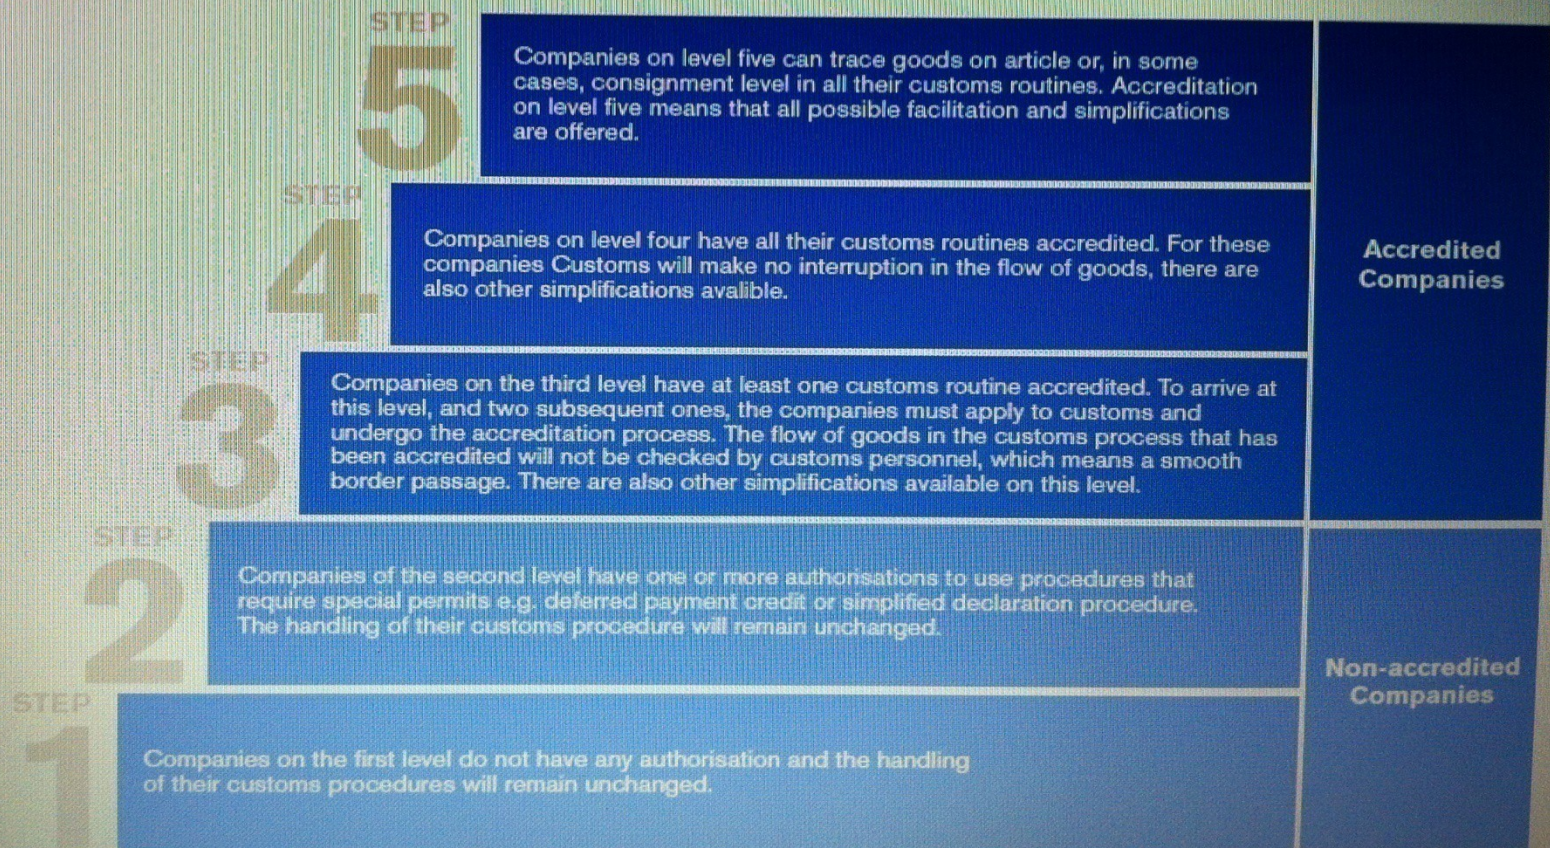 STEP
5
Companies on level five can trace goods on article or, in some
cases, consignment level in all their customs routines. Accreditation
on level five means that all possible facilitation and simplifications
are offered.
STEP
4
Companies on level four have all their customs routines accredited. For these
companies Customs will make no interruption in the flow of goods, there are
also other simplifications avalible.
Accredited
Companies
STEP
3
Companies on the third level have at least one customs routine accredited. To arrive at
this level, and two subsequent ones, the companies must apply to customs and
undergo the accreditation process. The flow of goods in the customs process that has
been accredited will not be checked by customs personnel, which means a smooth
border passage. There are also other simplifications available on this level.
STEP
2
Companies of the second level have one or more authorisations to use procedures that
require special permits e.g. deferred payment credit or simplified declaration procedure.
The handling of their customs procedure will remain unchanged.
Non-accredited
Companies
STEP
1
Companies on the first level do not have any authorisation and the handling
of their customs procedures will remain unchanged.